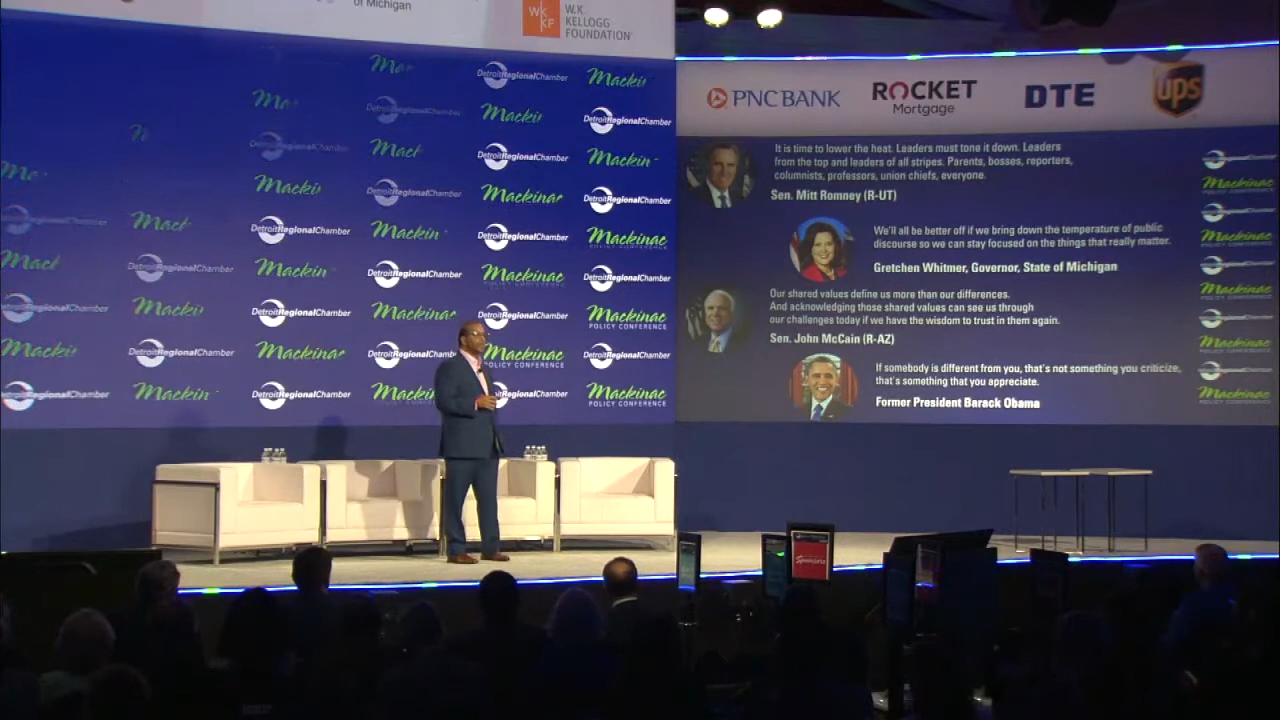 of Michigan
WK
KF
W.K.
KELLOGG
FOUNDATION
PNC BANK
ROCKET
Mortgage
DTE
ups
It is time to lower the heat. Leaders must tone it down. Leaders
from the top and leaders of all stripes. Parents, bosses, reporters,
columnists, professors, union chiefs, everyone.
Sen. Mitt Romney (R-UT)
We'll all be better off if we bring down the temperature of public
discourse so we can stay focused on the things that really matter.
Gretchen Whitmer, Governor, State of Michigan
Our shared values define us more than our differences.
And acknowledging those shared values can see us through
our challenges today if we have the wisdom to trust in them again.
Sen. John McCain (R-AZ)
If somebody is different from you, that's not something you criticize,
that's something that you appreciate.
Former President Barack Obama
DetroitRegionalChamber
Mackinac
POLICY CONFERENCE